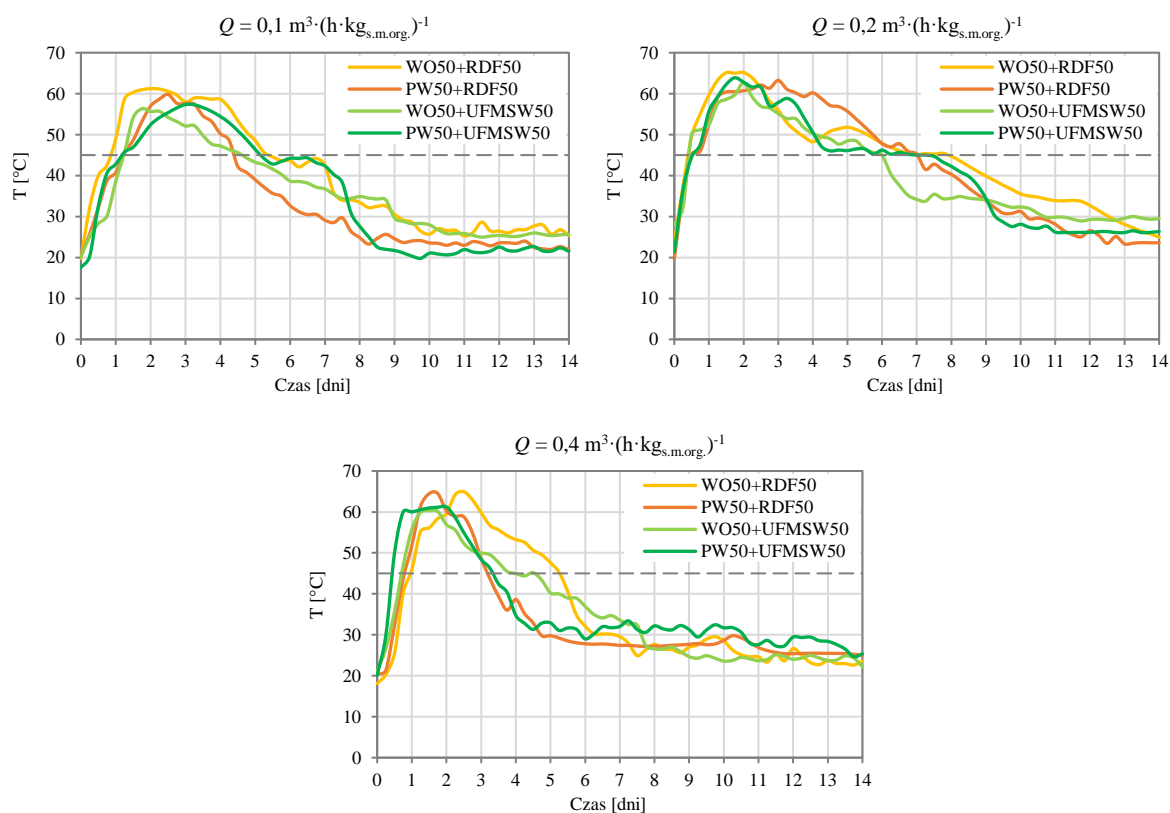 Q = 0,1 m³·(h·kg s.m.org.)⁻¹
70
60
50
40
30
20
10
0
T [°C]
WO50+RDF50
PW50+RDF50
WO50+UFMSW50
PW50+UFMSW50
0 1 2 3 4 5 6 7 8 9 10 11 12 13 14
Czas [dni]
Q = 0,2 m³·(h·kg s.m.org.)⁻¹
70
60
50
40
30
20
10
0
T [°C]
WO50+RDF50
PW50+RDF50
WO50+UFMSW50
PW50+UFMSW50
0 1 2 3 4 5 6 7 8 9 10 11 12 13 14
Czas [dni]
Q = 0,4 m³·(h·kg s.m.org.)⁻¹
70
60
50
40
30
20
10
0
T [°C]
WO50+RDF50
PW50+RDF50
WO50+UFMSW50
PW50+UFMSW50
0 1 2 3 4 5 6 7 8 9 10 11 12 13 14
Czas [dni]